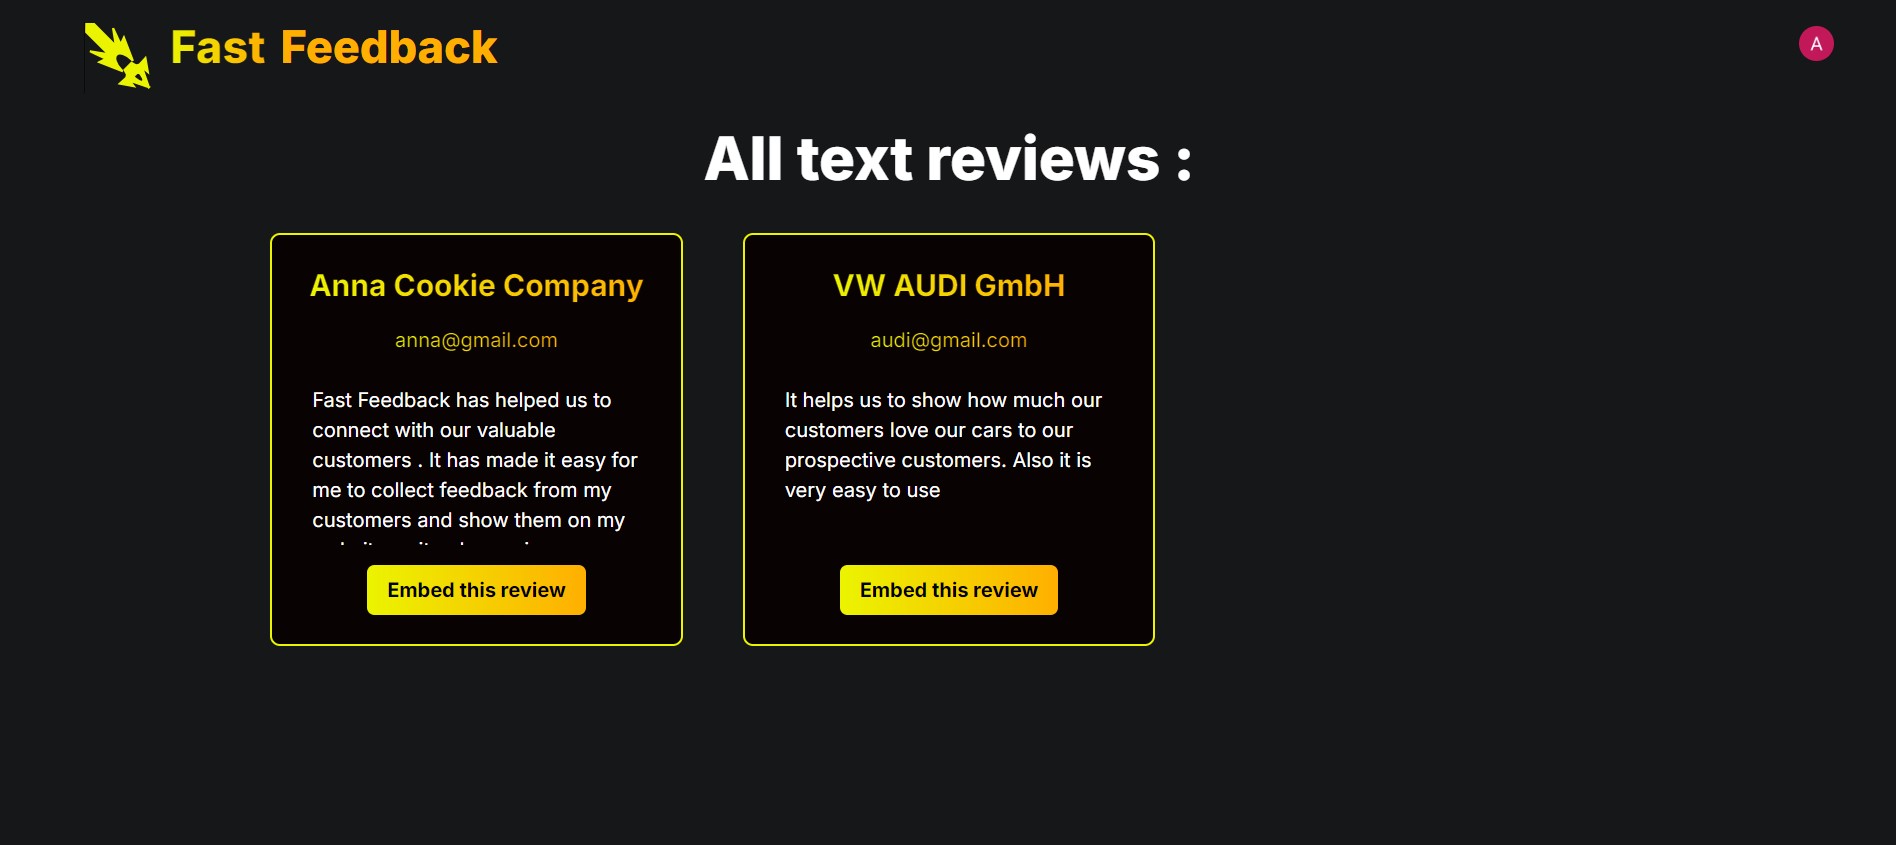 Fast Feedback
A
All text reviews :
Anna Cookie Company
anna@gmail.com
Fast Feedback has helped us to
connect with our valuable
customers . It has made it easy for
me to collect feedback from my
customers and show them on my
Embed this review
VW AUDI GmbH
audi@gmail.com
It helps us to show how much our
customers love our cars to our
prospective customers. Also it is
very easy to use
Embed this review